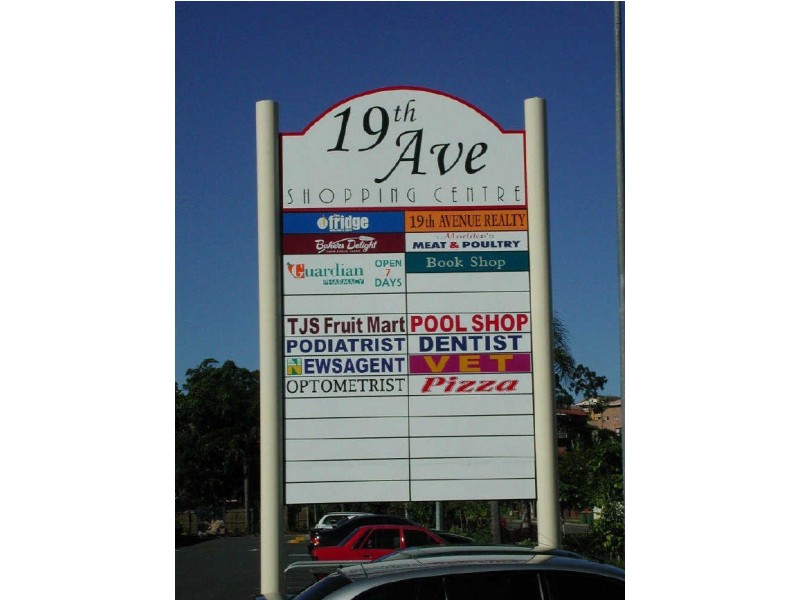 19th
Ave
SHOPPING CENTRE
fridge
19th AVENUE REALTY
Bakers Delight
MEAT & POULTRY
Guardian
PHARMACY
OPEN
7
DAYS
Book Shop
TJS Fruit Mart
POOL SHOP
PODIATRIST
DENTIST
NEWSAGENT
VET
OPTOMETRIST
Pizza